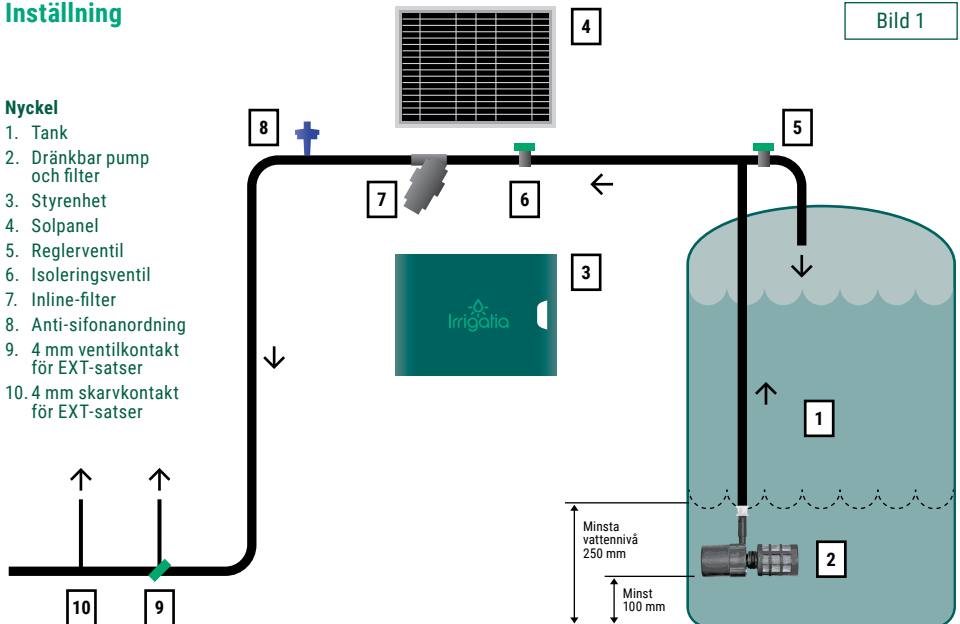 Inställning
Bild 1
Nyckel
1. Tank
2. Dränkbar pump
och filter
3. Styrenhet
4. Solpanel
5. Reglerventil
6. Isoleringsventil
7. Inline-filter
8. Anti-sifonanordning
9. 4 mm ventilkontakt
för EXT-satser
10. 4 mm skarvkontakt
för EXT-satser
4
8
5
7
6
3
Irrigatia
1
Minsta
vattennivå
250 mm
2
Minst
100 mm
10
9